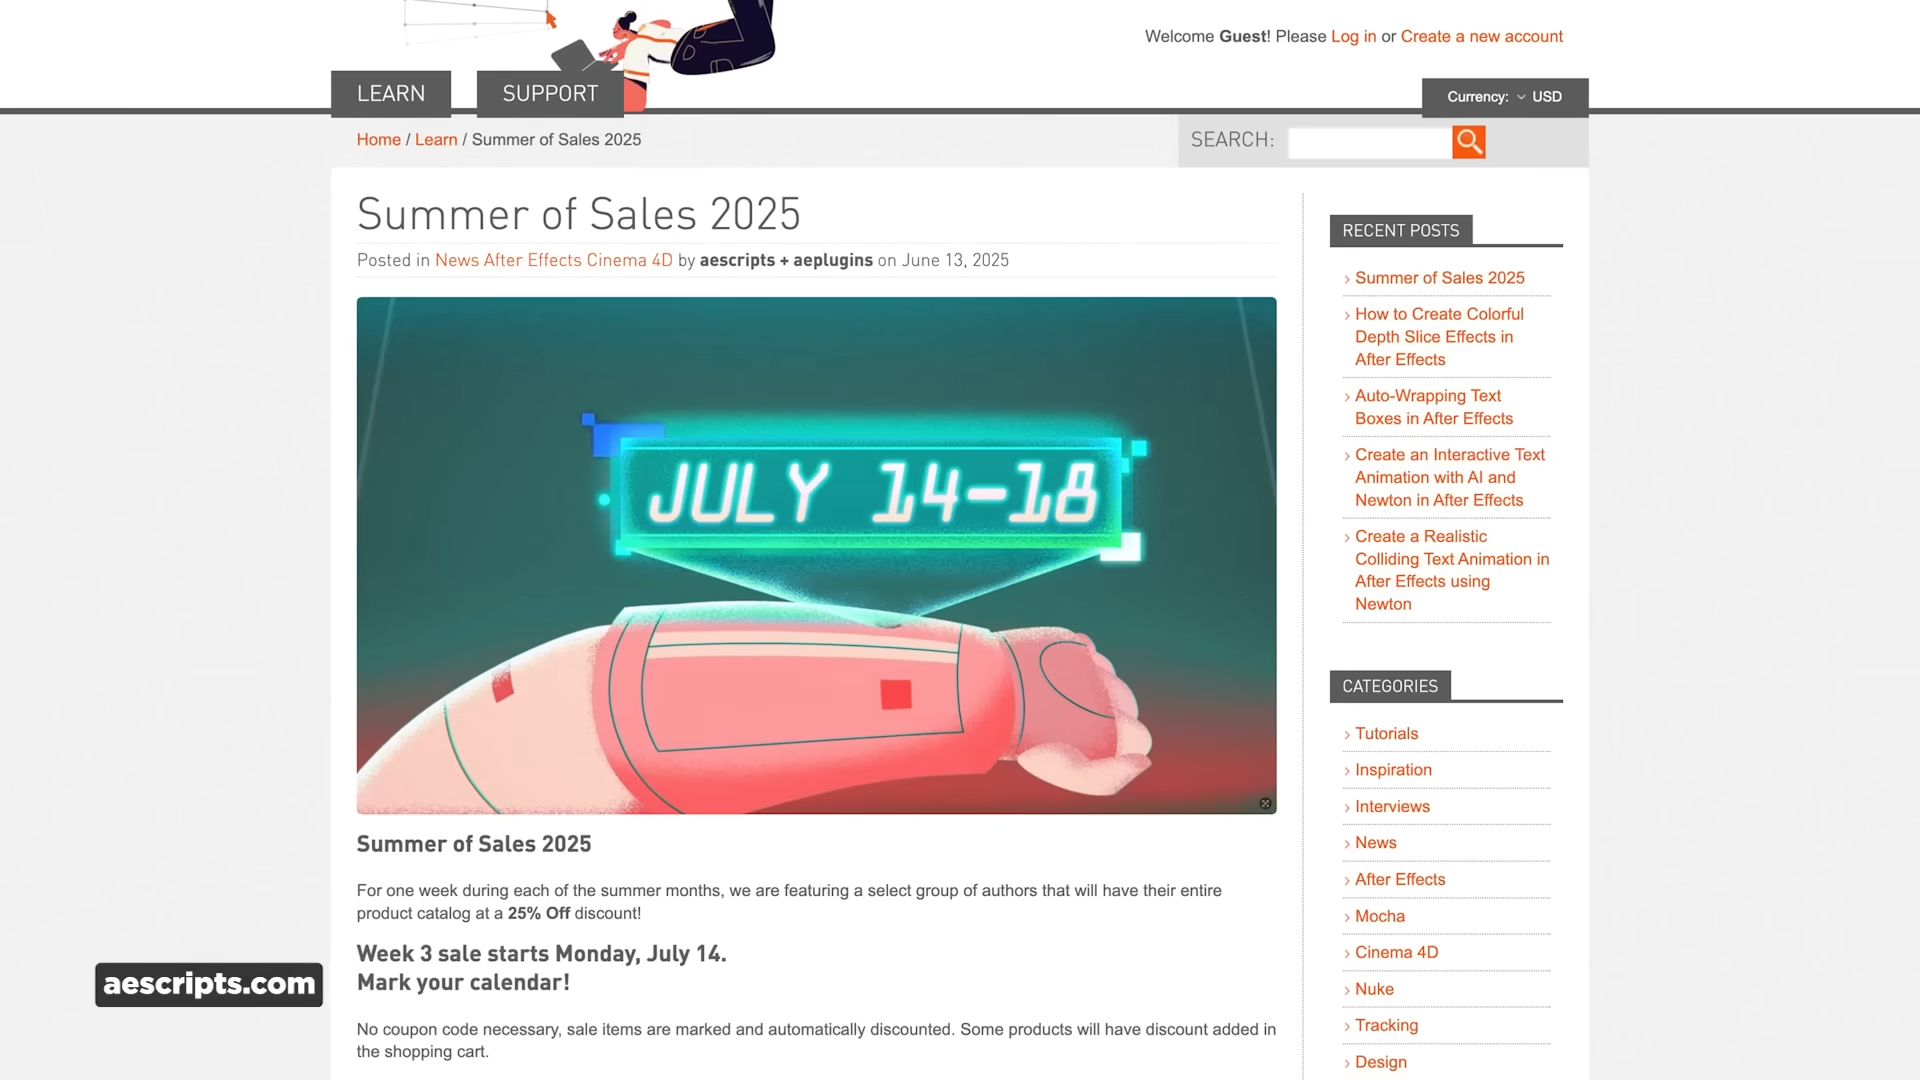 Welcome Guest! Please Log in or Create a new account
LEARN
SUPPORT
Currency: USD
Home / Learn / Summer of Sales 2025
SEARCH:
Summer of Sales 2025
Posted in News After Effects Cinema 4D by aescripts + aeplugins on June 13, 2025
JULY 14-18
Summer of Sales 2025
For one week during each of the summer months, we are featuring a select group of authors that will have their entire
product catalog at a 25% Off discount!
Week 3 sale starts Monday, July 14.
Mark your calendar!
No coupon code necessary, sale items are marked and automatically discounted. Some products will have discount added in
the shopping cart.
RECENT POSTS
Summer of Sales 2025
How to Create Colorful
Depth Slice Effects in
After Effects
Auto-Wrapping Text
Boxes in After Effects
Create an Interactive Text
Animation with AI and
Newton in After Effects
Create a Realistic
Colliding Text Animation in
After Effects using
Newton
CATEGORIES
Tutorials
Inspiration
Interviews
News
After Effects
Mocha
Cinema 4D
Nuke
Tracking
Design
aescripts.com